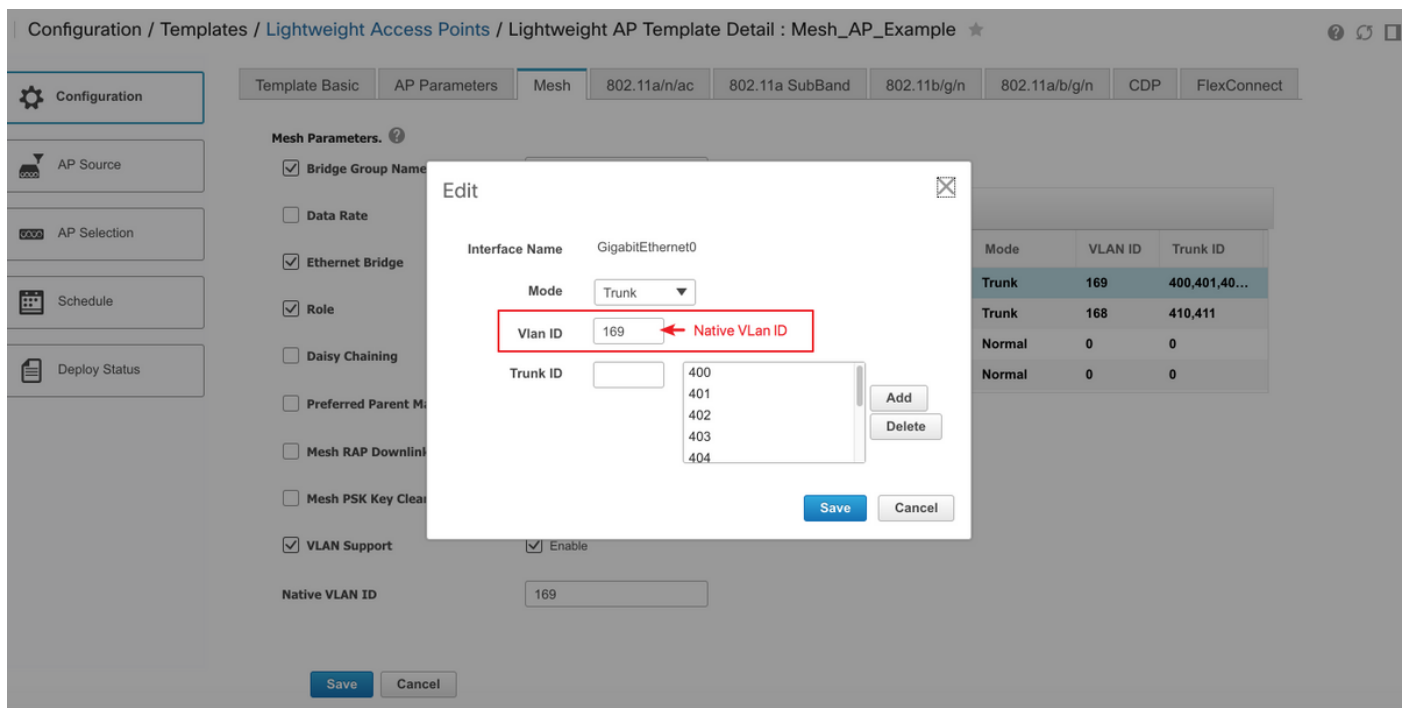 Configuration / Templates / Lightweight Access Points / Lightweight AP Template Detail : Mesh_AP_Example
Configuration
AP Source
AP Selection
Schedule
Deploy Status
Template Basic AP Parameters Mesh 802.11a/n/ac 802.11a SubBand 802.11b/g/n 802.11a/b/g/n CDP FlexConnect
Mesh Parameters.
Bridge Group Name
Data Rate
Ethernet Bridge
Role
Daisy Chaining
Preferred Parent
Mesh RAP Downlink
Mesh PSK Key
VLAN Support Enable
Native VLAN ID 169
Save Cancel
Edit
Interface Name GigabitEthernet0
Mode Trunk
Vlan ID 169 Native VLan ID
Trunk ID
400
401
402
403
404
Add
Delete
Save Cancel
Mode VLAN ID Trunk ID
Trunk 169 400,401,40...
Trunk 168 410,411
Normal 0 0
Normal 0 0